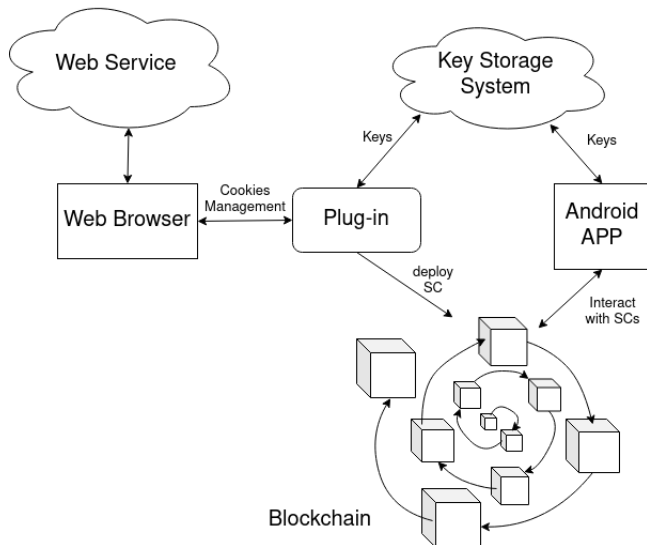 Web Service
Key Storage
System
Keys
Keys
Cookies
Management
Web Browser
Plug-in
Android
APP
deploy
SC
Interact
with SCs
Blockchain